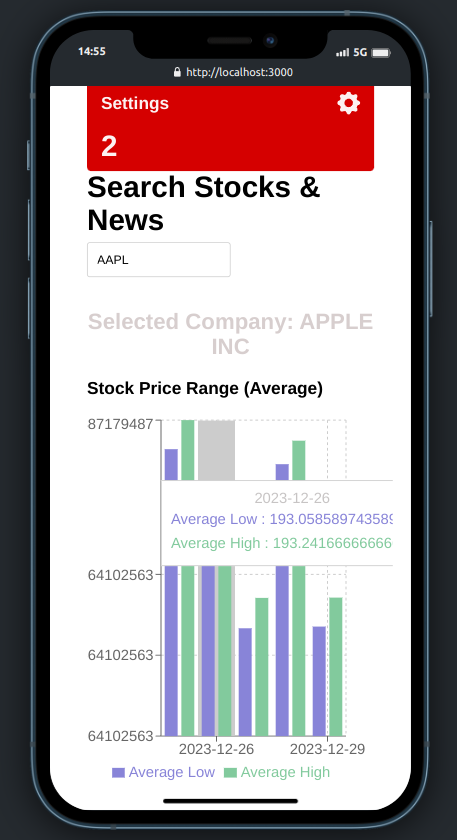 14:55
5G
http://localhost:3000
Settings
2
Search Stocks &
News
AAPL
Selected Company: APPLE
INC
Stock Price Range (Average)
87179487
2023-12-26
Average Low : 193.058589743589
Average High : 193.24166666666
64102563
64102563
64102563
2023-12-26
2023-12-29
Average Low
Average High